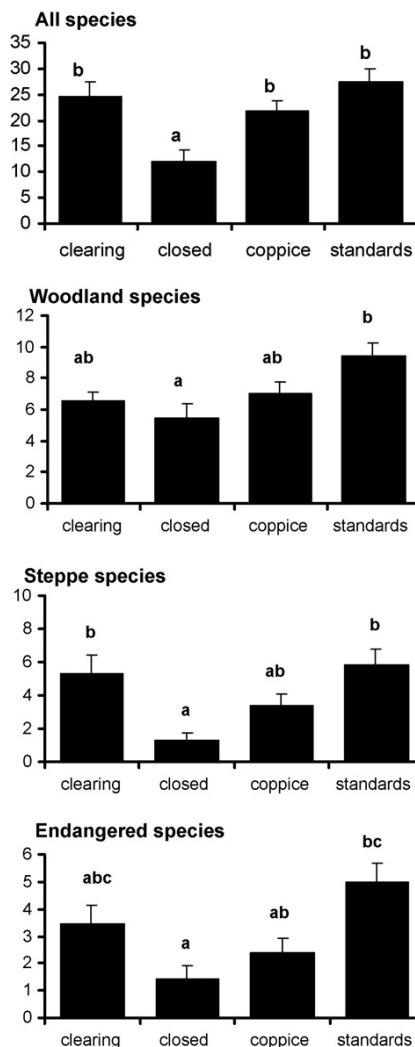 All species
35
30
25
20
15
10
5
0
b
a
b
b
clearing closed coppice standards
Woodland species
12
10
8
6
4
2
0
ab
a
ab
b
clearing closed coppice standards
Steppe species
10
8
6
4
2
0
b
a
ab
b
clearing closed coppice standards
Endangered species
6
5
4
3
2
1
0
abc
a
ab
bc
clearing closed coppice standards